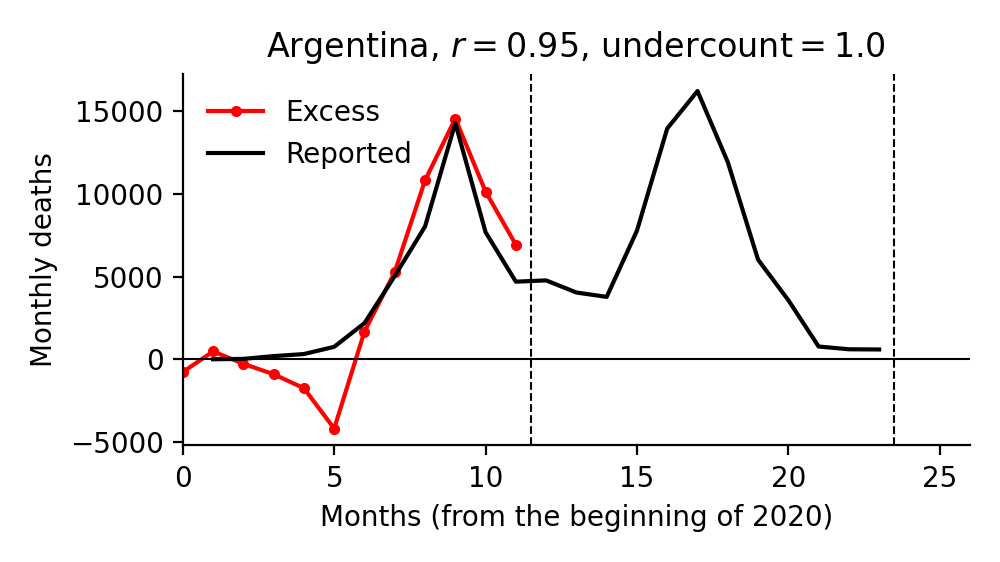 Argentina, r = 0.95, undercount = 1.0
Excess
Reported
Monthly deaths
15000
10000
5000
0
−5000
0 5 10 15 20 25
Months (from the beginning of 2020)